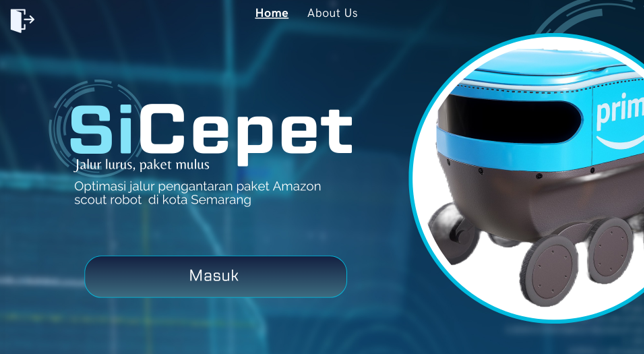 Home About Us
SiCepet
Jalur lurus, paket mulus
Optimasi jalur pengantaran paket Amazon
scout robot di kota Semarang
Masuk
prim